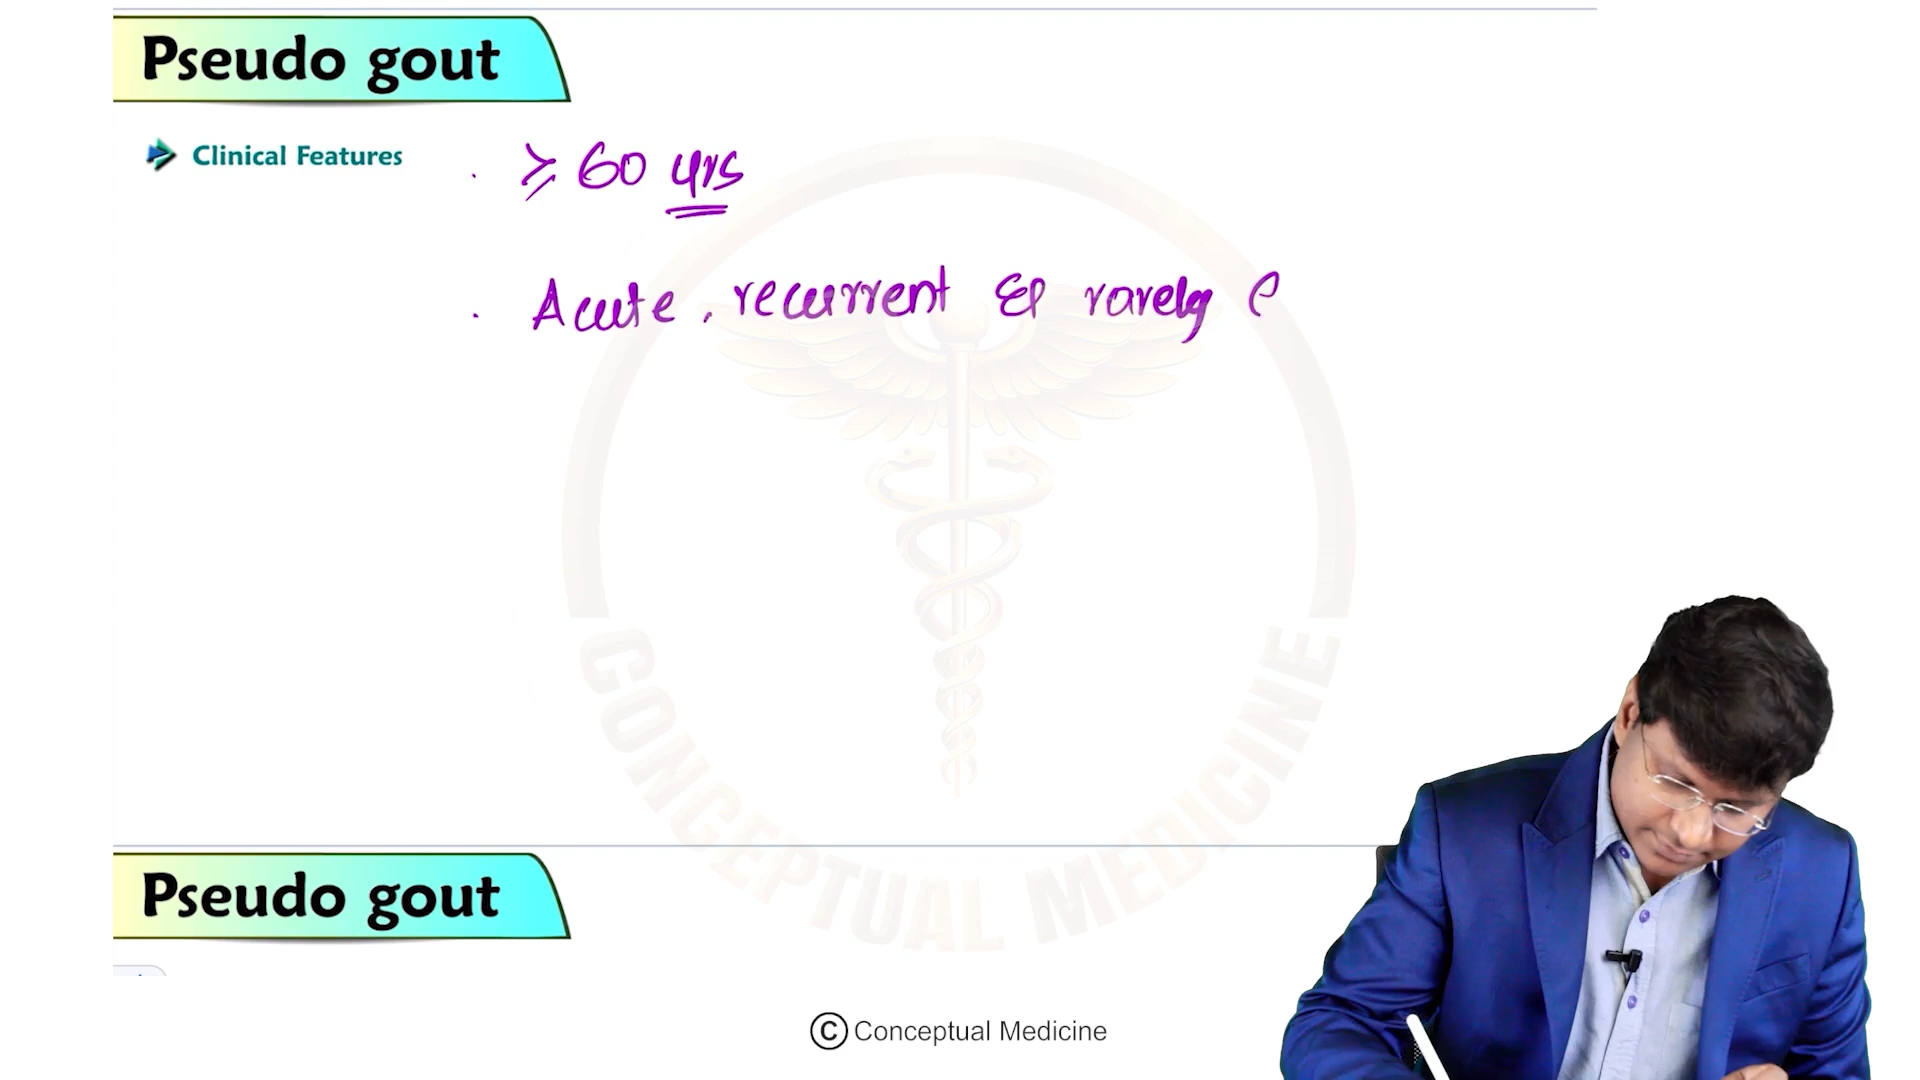 Pseudo gout
Clinical Features
· ≥ 60 yrs
· Acute, recurrent & rarely
CONCEPTUAL MEDICINE
Pseudo gout
© Conceptual Medicine